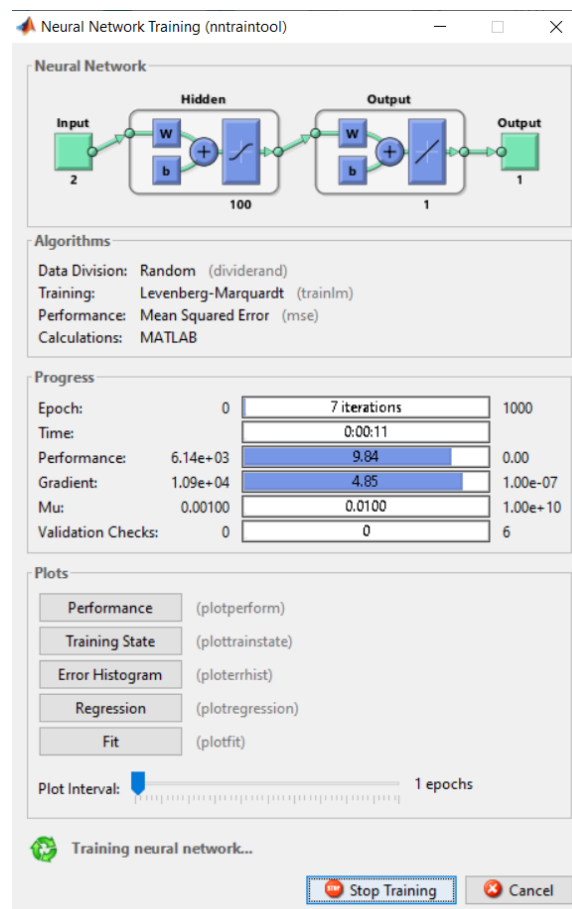 Neural Network Training (nntraintool)
Neural Network
Hidden Output
Input Output
W W
b b
2 100 1 1
Algorithms
Data Division: Random (dividerand)
Training: Levenberg-Marquardt (trainlm)
Performance: Mean Squared Error (mse)
Calculations: MATLAB
Progress
Epoch: 0 7 iterations 1000
Time: 0:00:11
Performance: 6.14e+03 9.84 0.00
Gradient: 1.09e+04 4.85 1.00e-07
Mu: 0.00100 0.0100 1.00e+10
Validation Checks: 0 0 6
Plots
Performance (plotperform)
Training State (plottrainstate)
Error Histogram (ploterrhist)
Regression (plotregression)
Fit (plotfit)
Plot Interval: 1 epochs
Training neural network...
STOP Stop Training Cancel